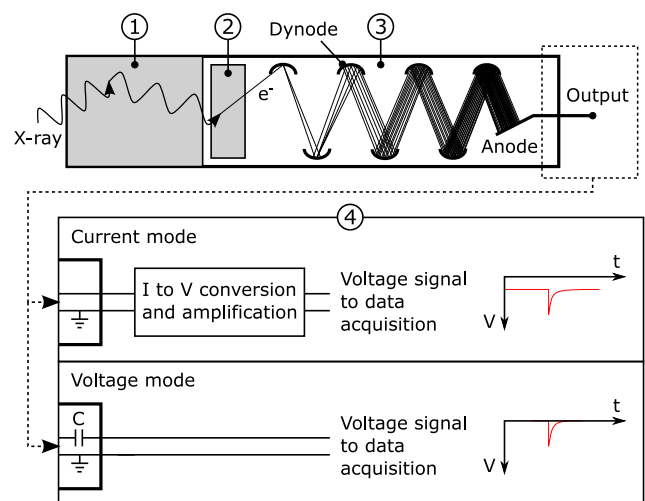 1
2
Dynode
3
X-ray
e-
Anode
Output
4
Current mode
I to V conversion
and amplification
Voltage signal
to data
acquisition
t
V
Voltage mode
C
Voltage signal
to data
acquisition
t
V